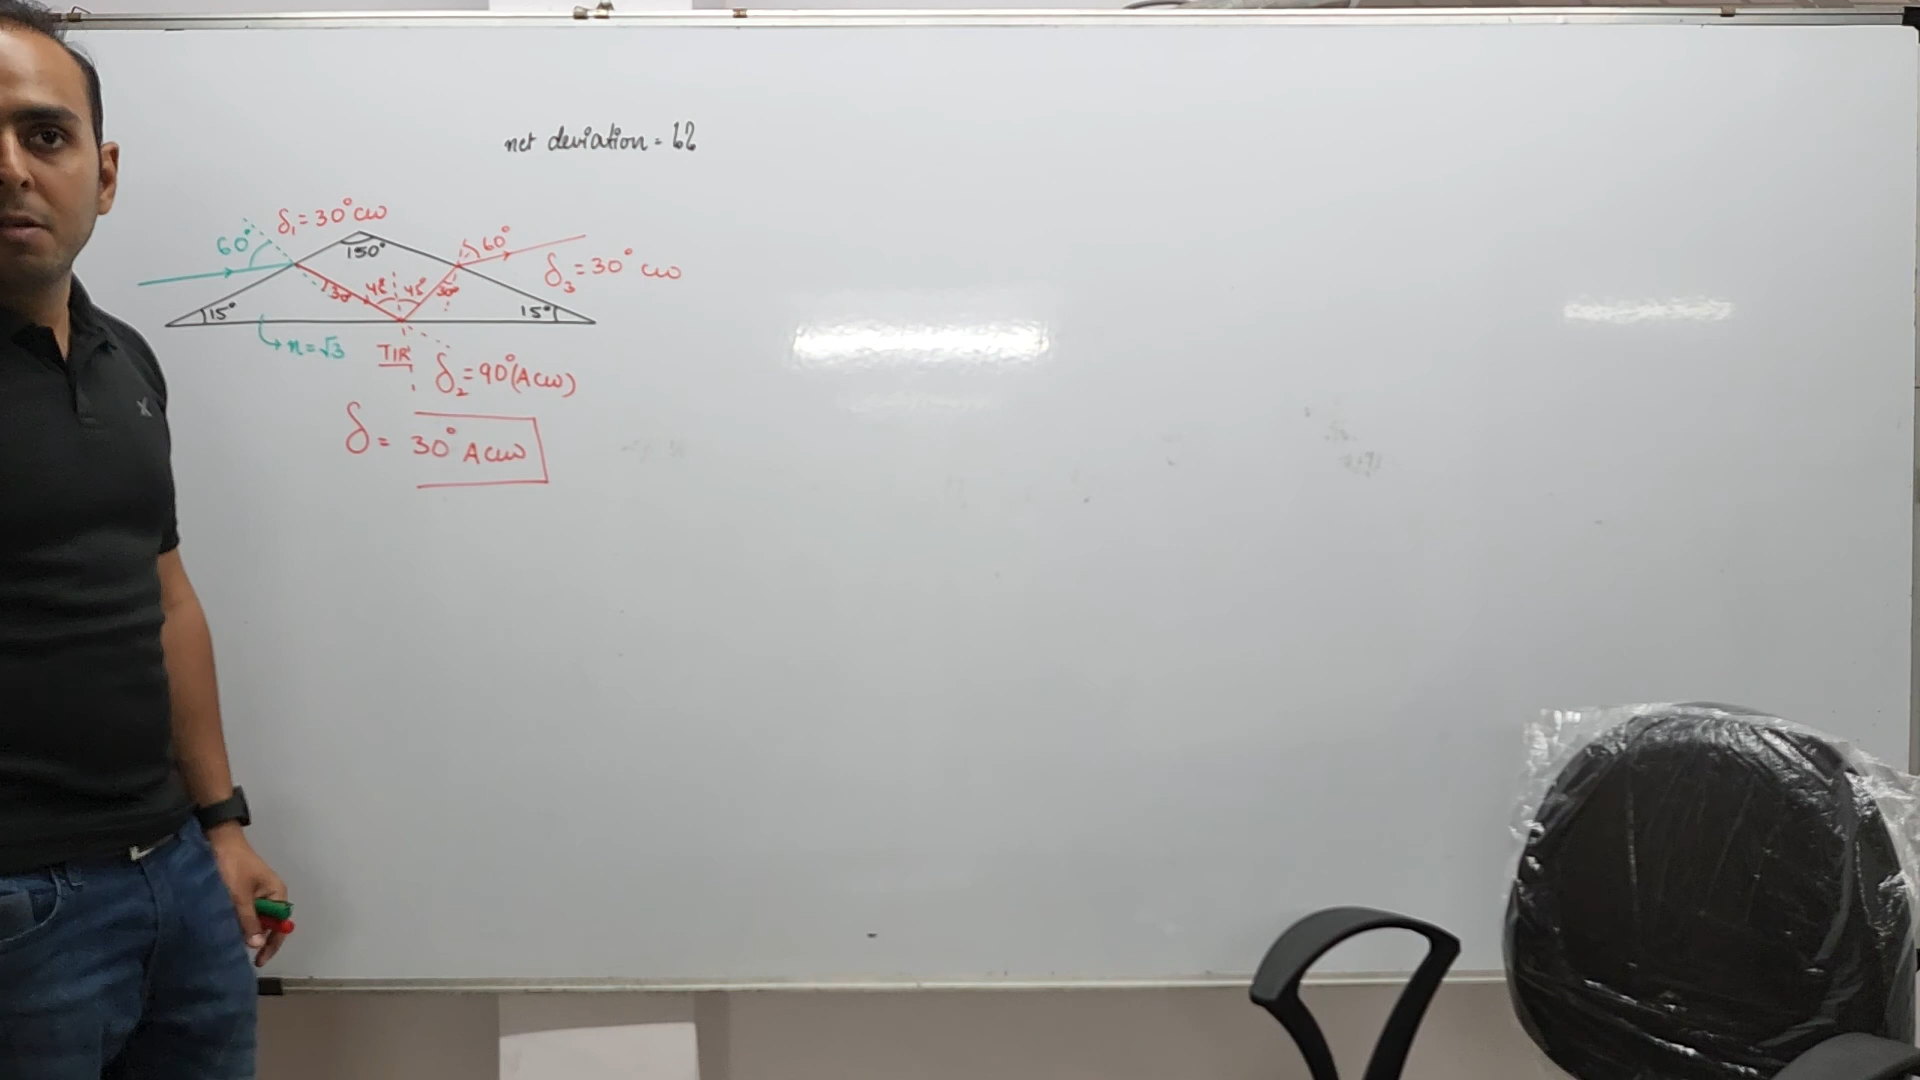 net deviation = 62
δ₁ = 30° cw
60°
150°
60°
δ₃ = 30° cw
30°
45°
45°
30°
15°
15°
n = √3
TIR
δ₂ = 90° (Acw)
δ = 30° Acw